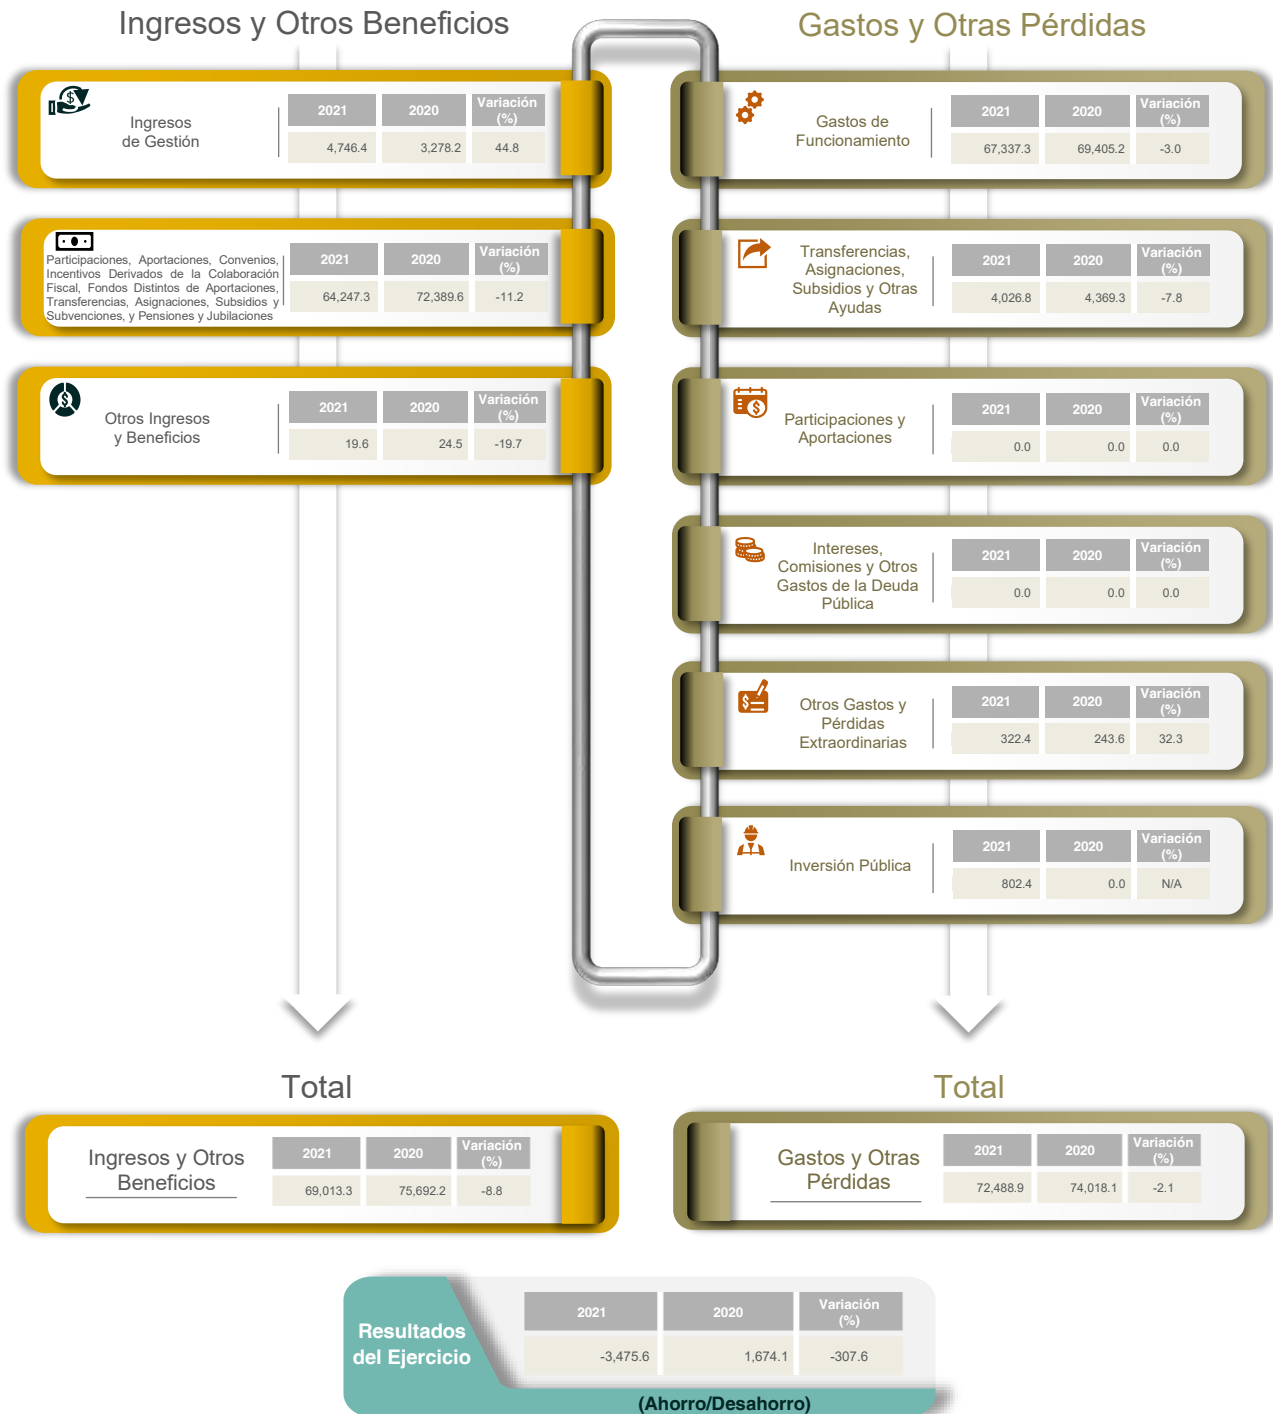 Ingresos y Otros Beneficios
Ingresos
de Gestión
2021 2020 Variación (%)
4,746.4 3,278.2 44.8
Participaciones, Aportaciones, Convenios,
Incentivos Derivados de la Colaboración
Fiscal, Fondos Distintos de Aportaciones,
Transferencias, Asignaciones, Subsidios y
Subvenciones, y Pensiones y Jubilaciones
2021 2020 Variación (%)
64,247.3 72,389.6 -11.2
Otros Ingresos
y Beneficios
2021 2020 Variación (%)
19.6 24.5 -19.7
Gastos y Otras Pérdidas
Gastos de
Funcionamiento
2021 2020 Variación (%)
67,337.3 69,405.2 -3.0
Transferencias,
Asignaciones,
Subsidios y Otras
Ayudas
2021 2020 Variación (%)
4,026.8 4,369.3 -7.8
Participaciones y
Aportaciones
2021 2020 Variación (%)
0.0 0.0 0.0
Intereses,
Comisiones y Otros
Gastos de la Deuda
Pública
2021 2020 Variación (%)
0.0 0.0 0.0
Otros Gastos y
Pérdidas
Extraordinarias
2021 2020 Variación (%)
322.4 243.6 32.3
Inversión Pública
2021 2020 Variación (%)
802.4 0.0 N/A
Total
Ingresos y Otros
Beneficios
2021 2020 Variación (%)
69,013.3 75,692.2 -8.8
Total
Gastos y Otras
Pérdidas
2021 2020 Variación (%)
72,488.9 74,018.1 -2.1
Resultados
del Ejercicio
2021 2020 Variación (%)
-3,475.6 1,674.1 -307.6
(Ahorro/Desahorro)